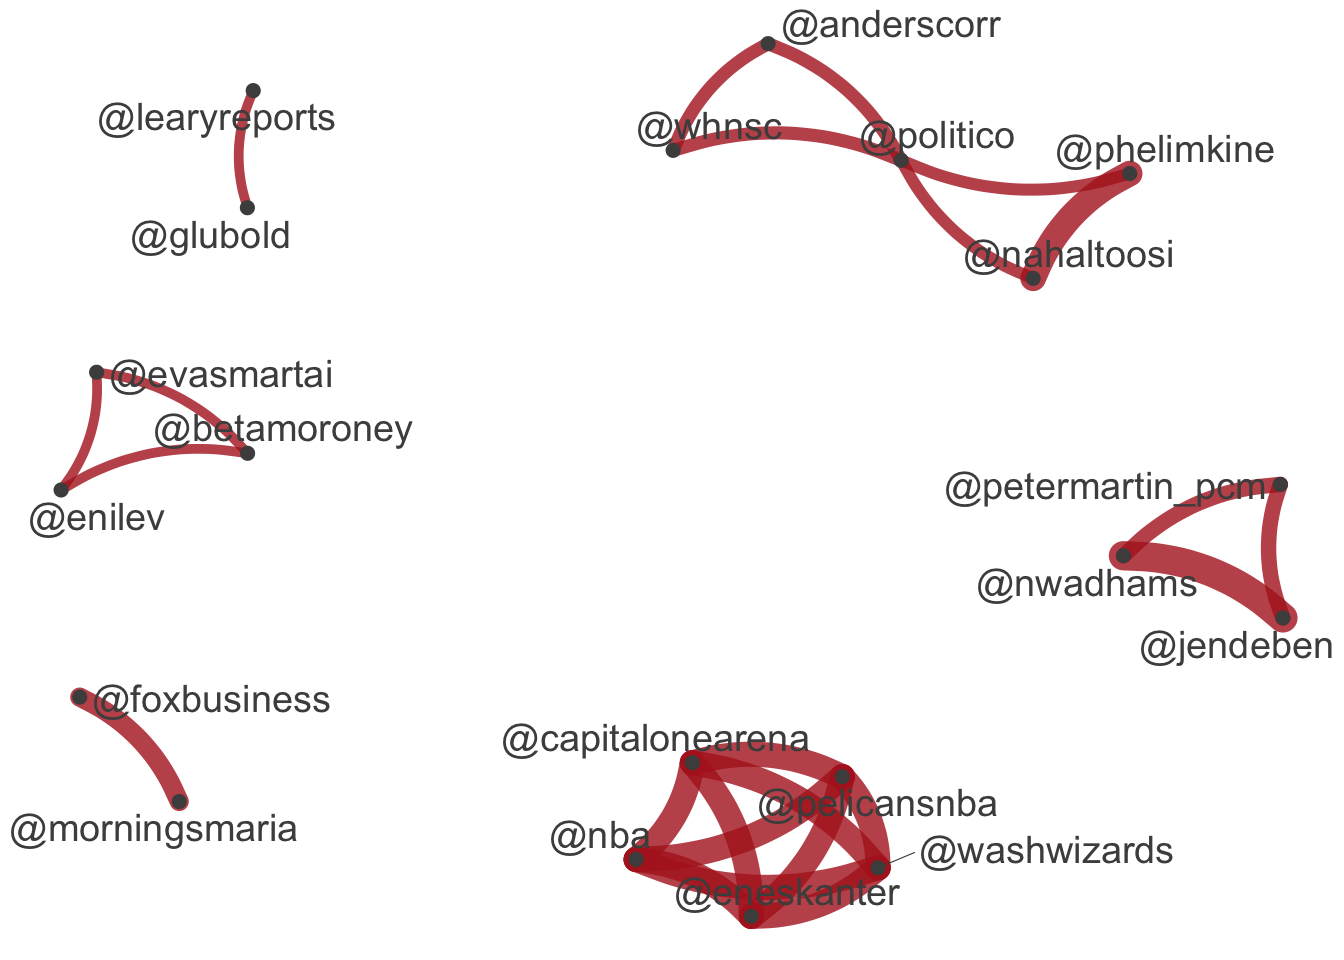 @anderscorr
@learyreports
@whnsc
@politico
@phelimkine
@glubold
@nahaltoosi
@evasmartai
@betamoroney
@enilev
@petermartin_pcm
@nwadhams
@jendeben
@foxbusiness
@capitalonearena
@pelicansnba
@morningsmaria
@nba
@washwizards
@eneskanter